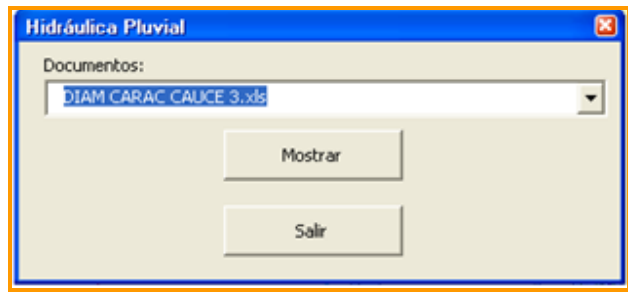 Hidráulica Pluvial
Documentos:
DIAM CARAC CAUCE 3.xls
Mostrar
Salir